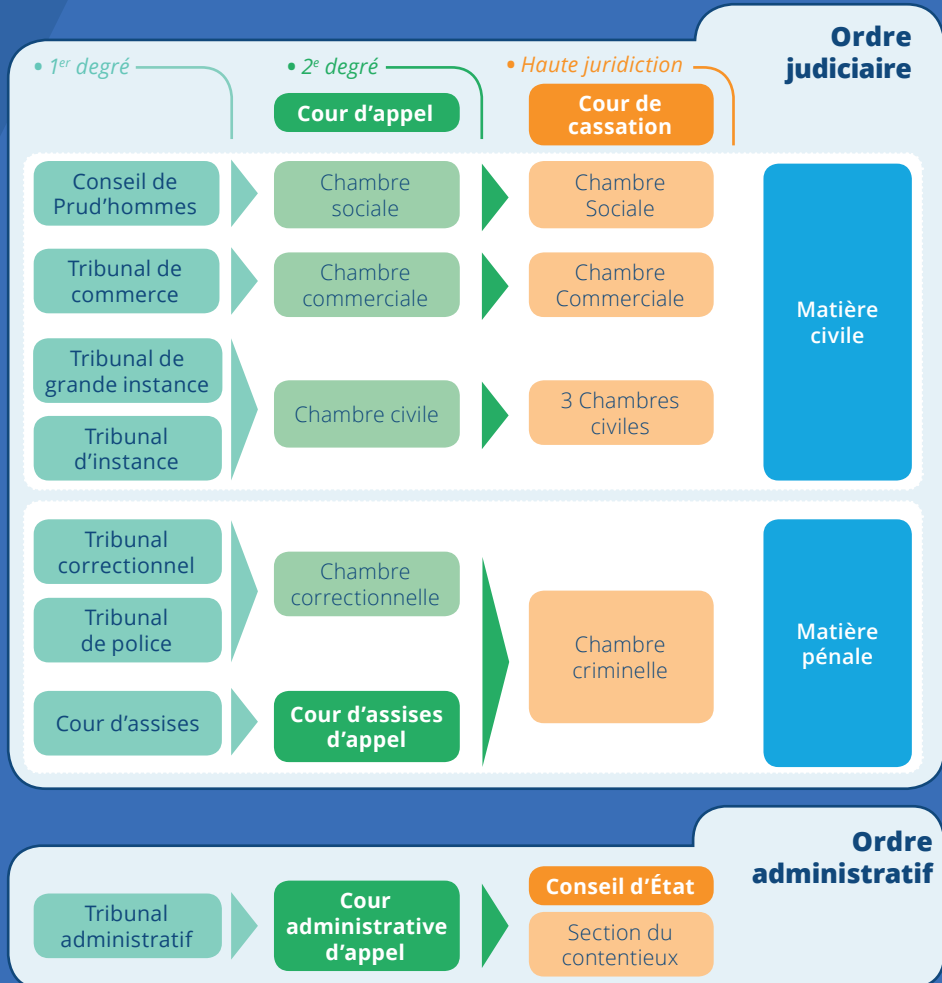 Ordre
judiciaire
• 1er degré
• 2e degré
• Haute juridiction
Cour d'appel
Cour de
cassation
Conseil de
Prud'hommes
Chambre
sociale
Chambre
Sociale
Tribunal de
commerce
Chambre
commerciale
Chambre
Commerciale
Tribunal de
grande instance
Tribunal
d'instance
Chambre civile
3 Chambres
civiles
Matière
civile
Tribunal
correctionnel
Tribunal
de police
Chambre
correctionnelle
Cour d'assises
Cour d'assises
d'appel
Chambre
criminelle
Matière
pénale
Ordre
administratif
Tribunal
administratif
Cour
administrative
d'appel
Conseil d'État
Section du
contentieux